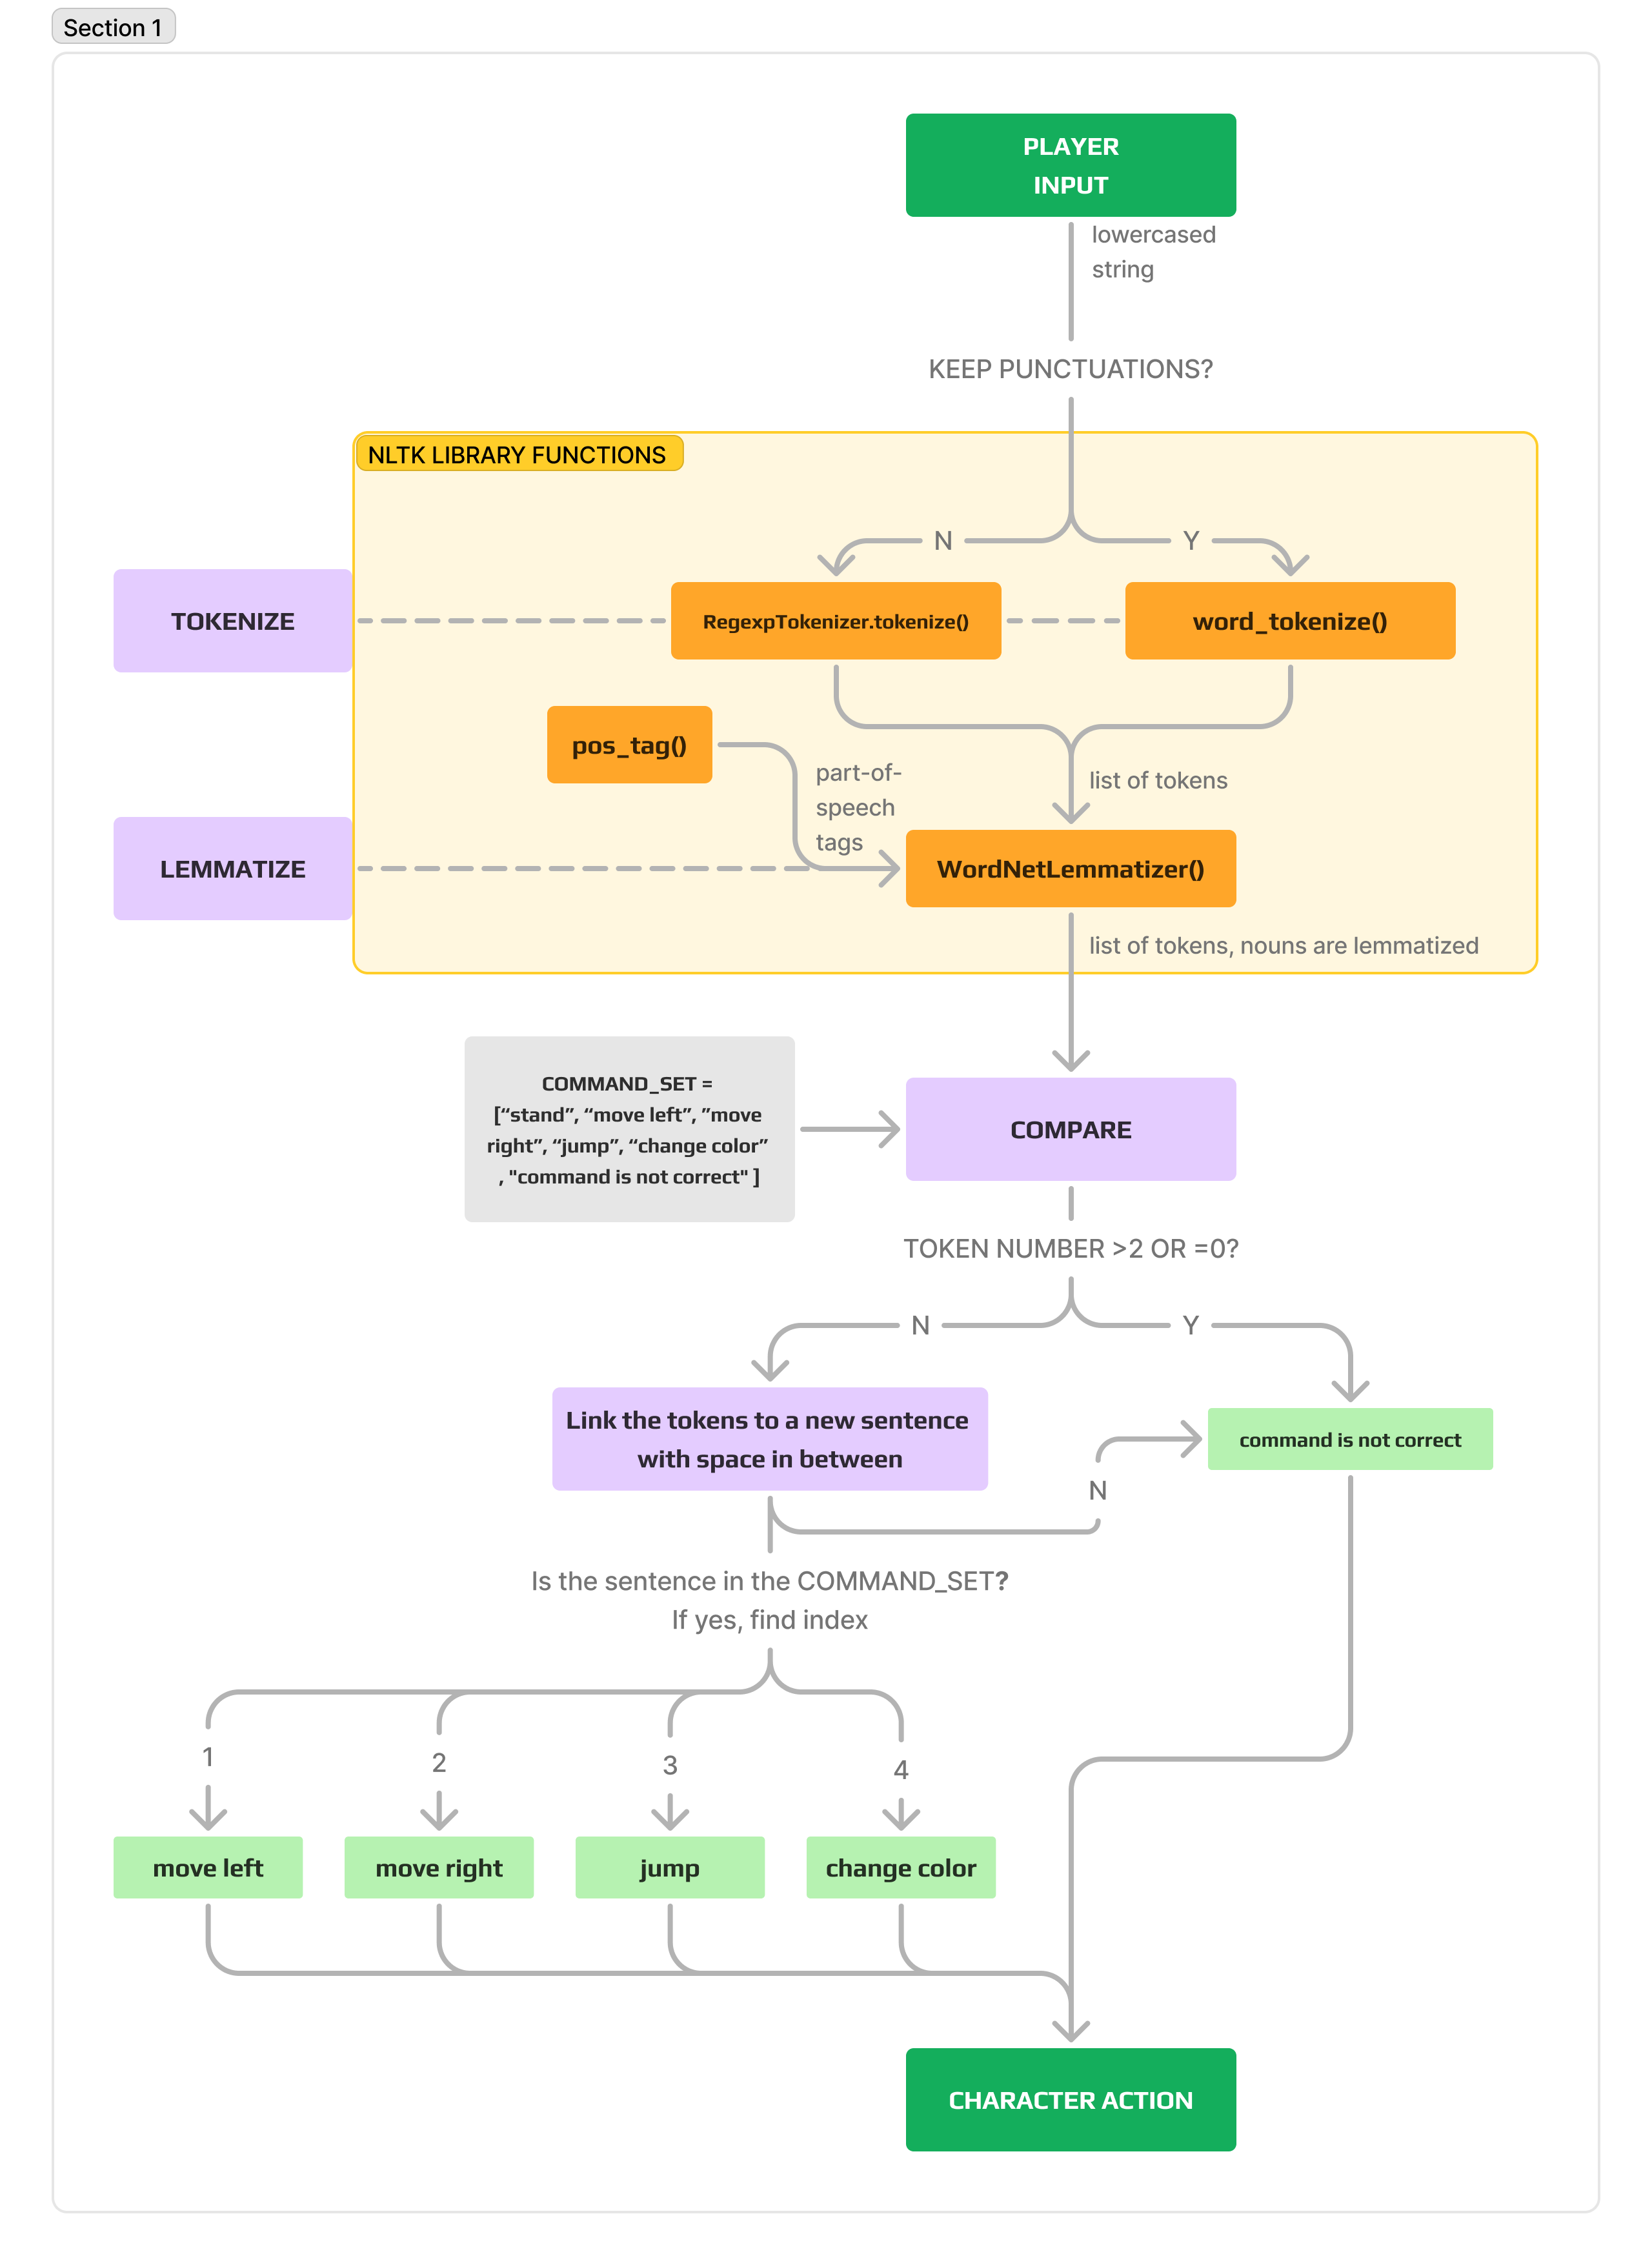 Section 1
PLAYER
INPUT
lowercased
string
KEEP PUNCTUATIONS?
NLTK LIBRARY FUNCTIONS
N
Y
TOKENIZE
RegexpTokenizer.tokenize()
word_tokenize()
pos_tag()
part-of-
speech
tags
list of tokens
LEMMATIZE
WordNetLemmatizer()
list of tokens, nouns are lemmatized
COMMAND_SET =
[“stand”, “move left”, ”move
right”, “jump”, “change color”
, "command is not correct" ]
COMPARE
TOKEN NUMBER >2 OR =0?
N
Y
Link the tokens to a new sentence
with space in between
command is not correct
N
Is the sentence in the COMMAND_SET?
If yes, find index
1
2
3
4
move left
move right
jump
change color
CHARACTER ACTION